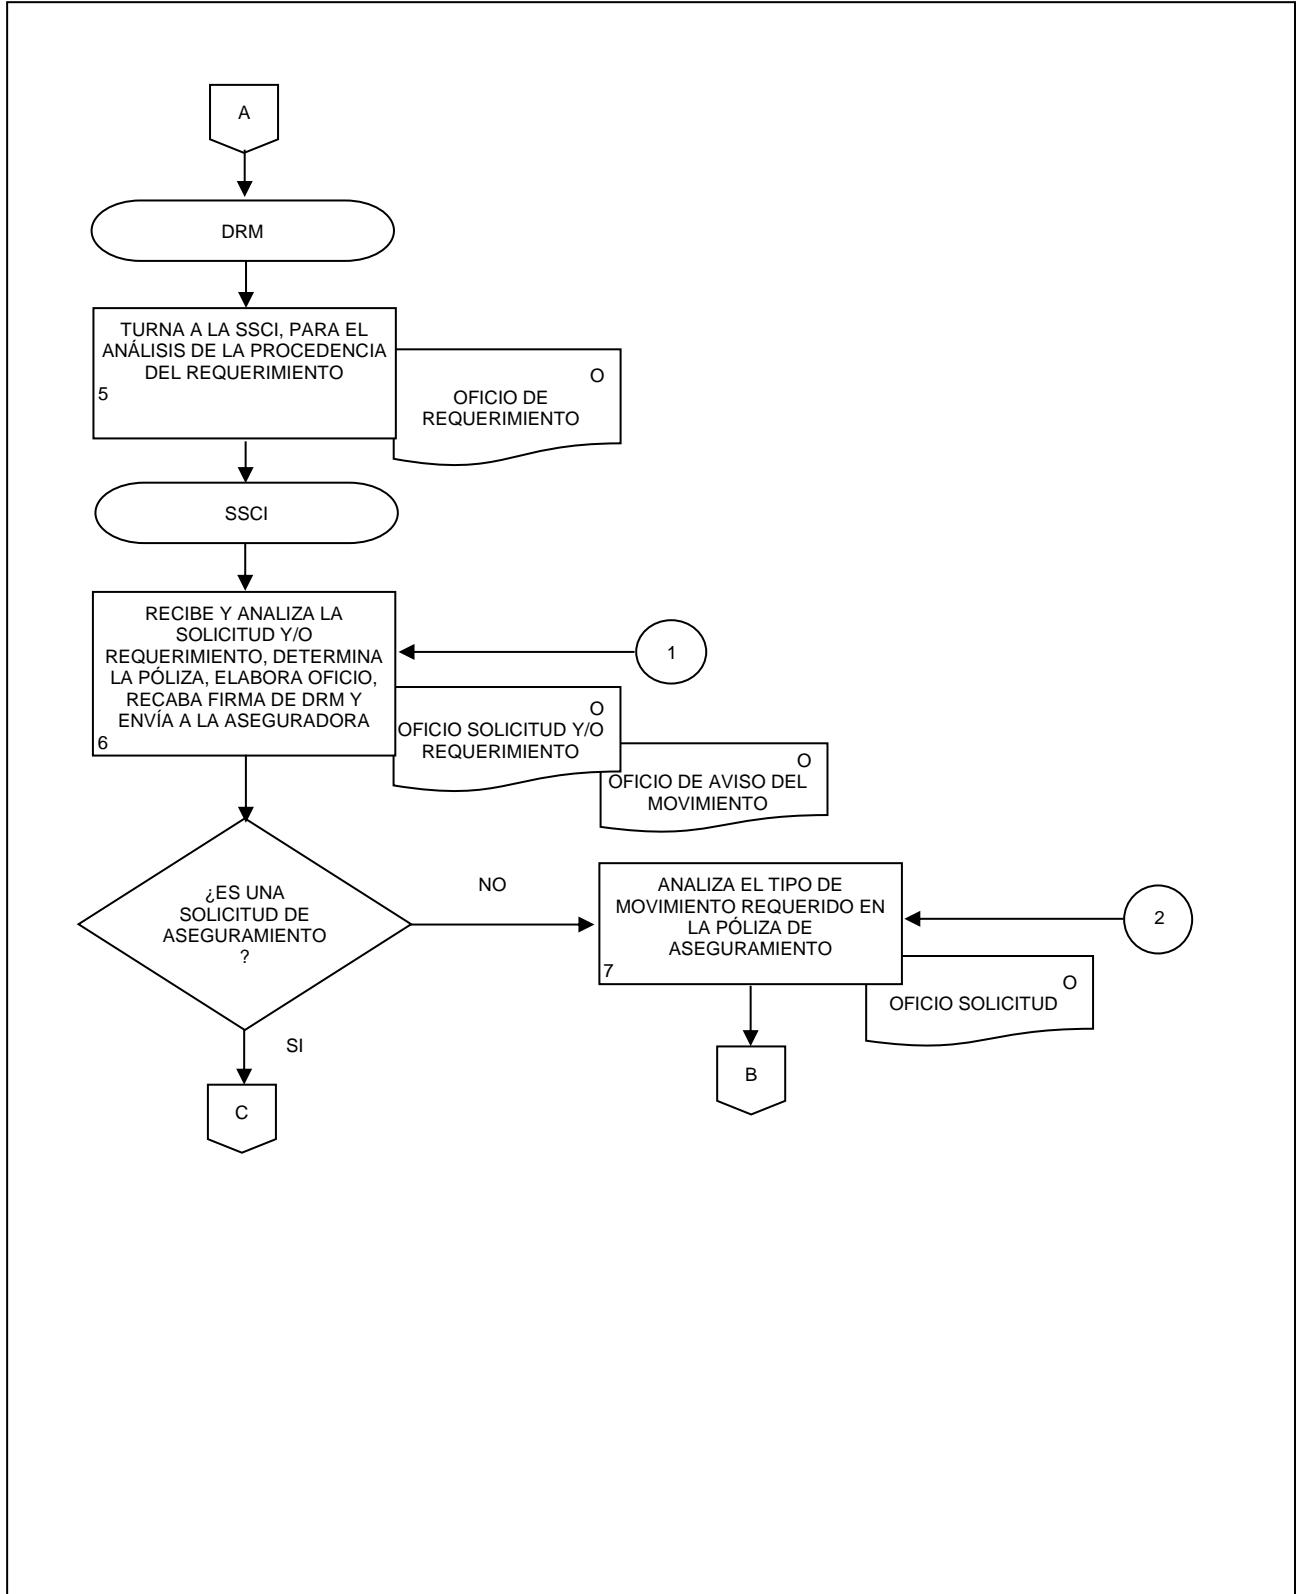 A
DRM
TURNA A LA SSCI, PARA EL
ANÁLISIS DE LA PROCEDENCIA
DEL REQUERIMIENTO
5
O
OFICIO DE
REQUERIMIENTO
SSCI
RECIBE Y ANALIZA LA
SOLICITUD Y/O
REQUERIMIENTO, DETERMINA
LA PÓLIZA, ELABORA OFICIO,
RECABA FIRMA DE DRM Y
ENVÍA A LA ASEGURADORA
6
1
O
OFICIO SOLICITUD Y/O
REQUERIMIENTO
O
OFICIO DE AVISO DEL
MOVIMIENTO
¿ES UNA
SOLICITUD DE
ASEGURAMIENTO
?
NO
ANALIZA EL TIPO DE
MOVIMIENTO REQUERIDO EN
LA PÓLIZA DE
ASEGURAMIENTO
7
2
O
OFICIO SOLICITUD
SI
B
C